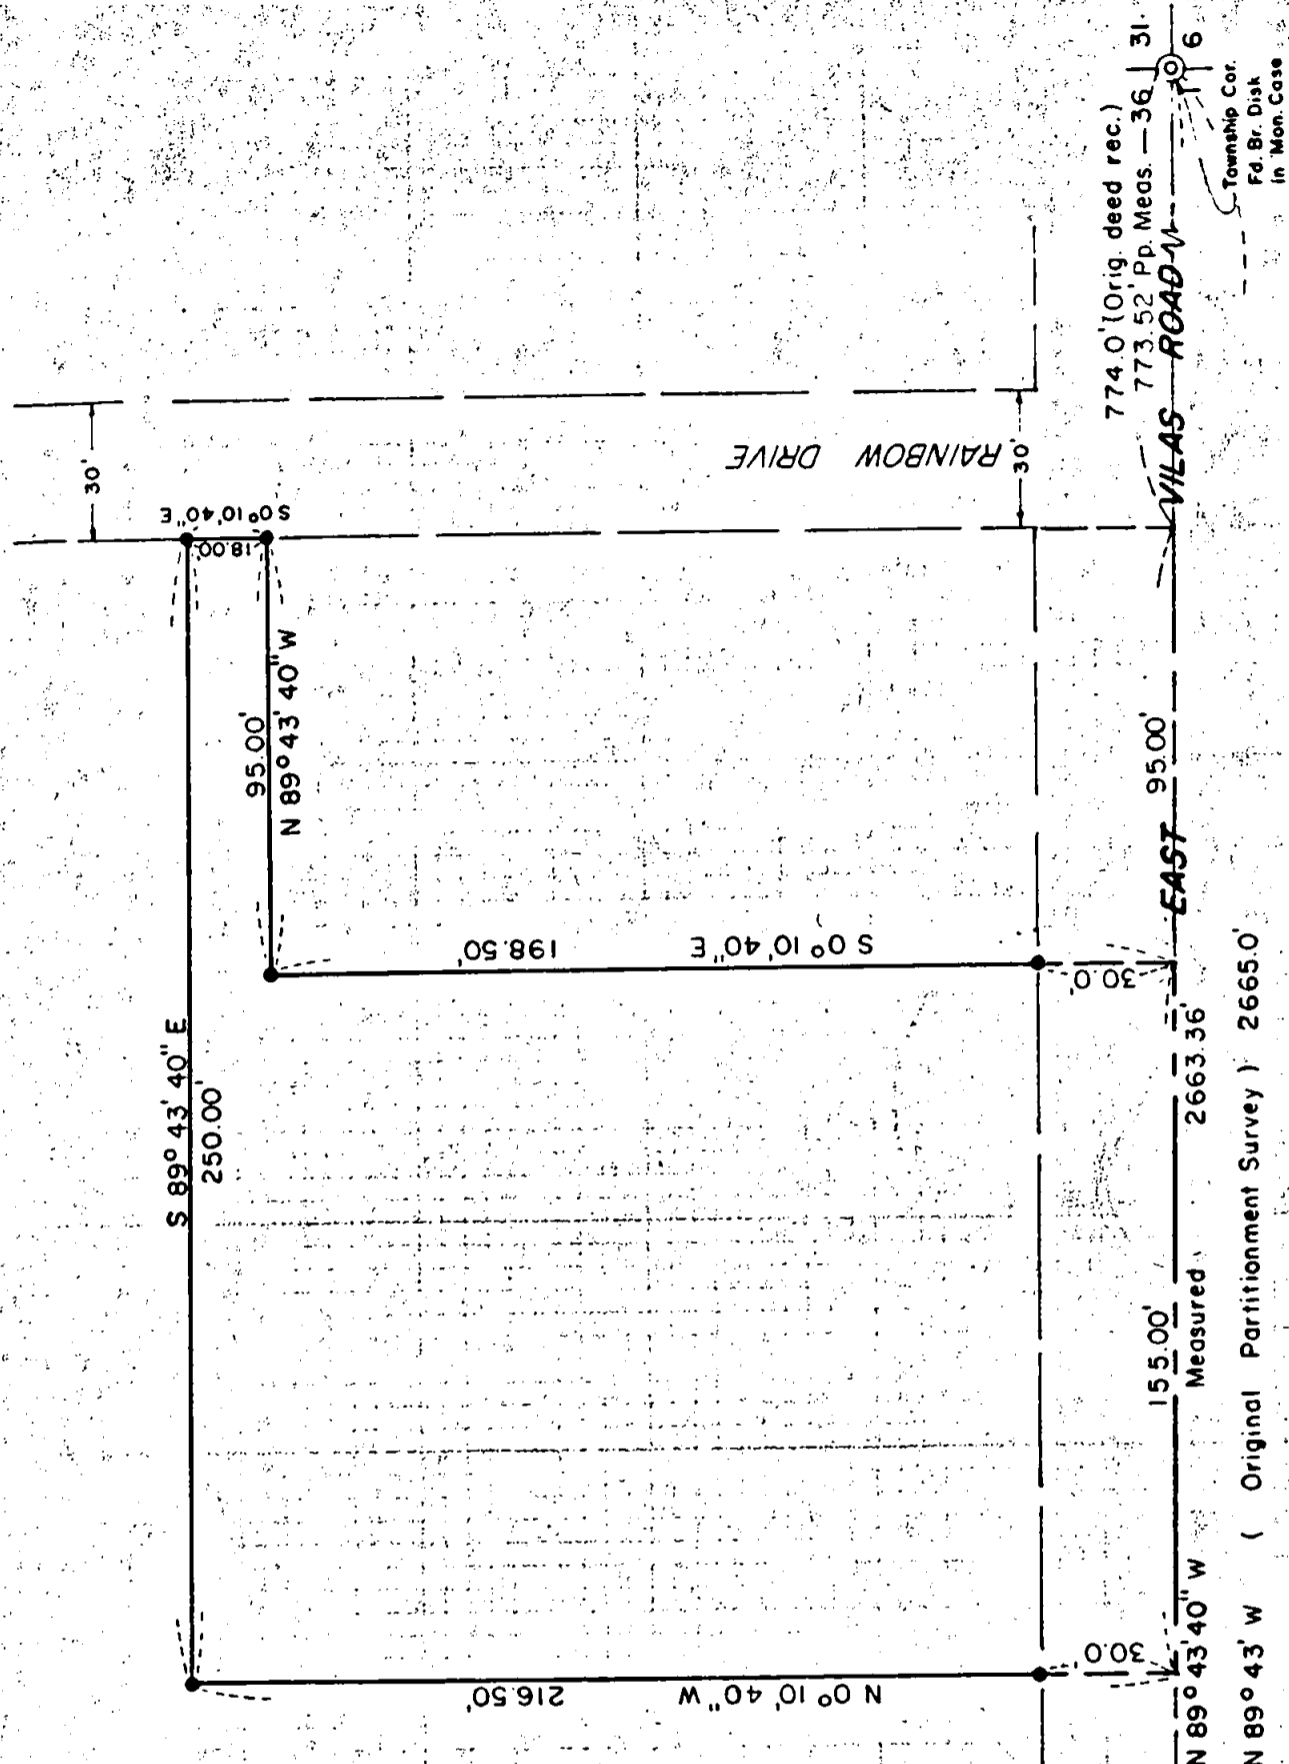 S 89° 43' 40" E
250.00'
30'
S 0° 10' 40" E
18.00'
95.00'
N 89° 43' 40" W
RAINBOW DRIVE
30'
774.0' (Orig. deed rec.)
773.52' Pp. Meas.
36 31
6
Township Cor.
Fd. Br. Disk
in Mon. Case
VILAS ROAD
S 0° 10' 40" E 198.50'
30.0'
EAST 95.00'
N 0° 10' 40" W 216.50'
30.0'
155.00'
N 89° 43' 40" W Measured 2663.36'
N 89° 43' W ( Original Partitionment Survey ) 2665.0'